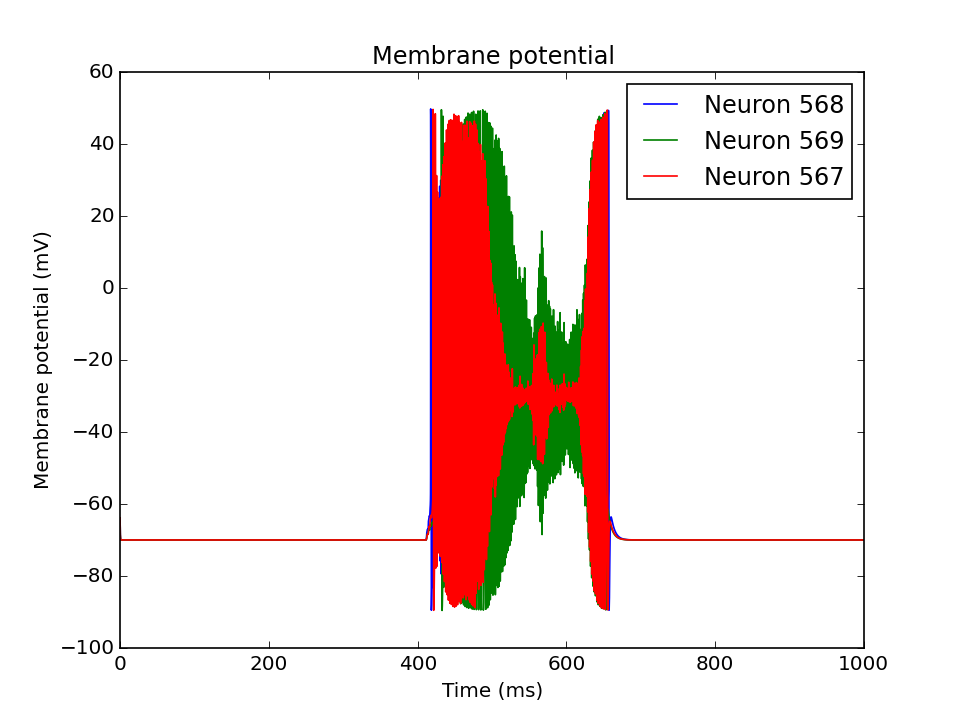 Membrane potential
Neuron 568
Neuron 569
Neuron 567
60
40
20
0
−20
−40
−60
−80
−100
Membrane potential (mV)
0 200 400 600 800 1000
Time (ms)